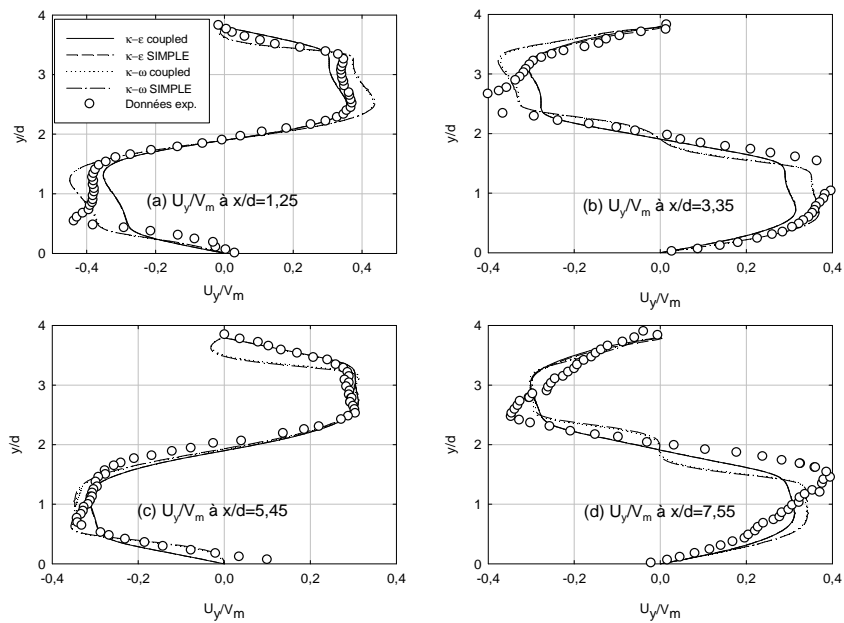 κ−ε coupled
κ−ε SIMPLE
κ−ω coupled
κ−ω SIMPLE
Données exp.
4
3
2
1
0
y/d
-0,4 -0,2 0,0 0,2 0,4
(a) Uy/Vm à x/d=1,25
Uy/Vm
4
3
2
1
0
y/d
-0,4 -0,2 0,0 0,2 0,4
(b) Uy/Vm à x/d=3,35
Uy/Vm
4
3
2
1
0
y/d
-0,4 -0,2 0,0 0,2 0,4
(c) Uy/Vm à x/d=5,45
Uy/Vm
4
3
2
1
0
y/d
-0,4 -0,2 0,0 0,2 0,4
(d) Uy/Vm à x/d=7,55
Uy/Vm